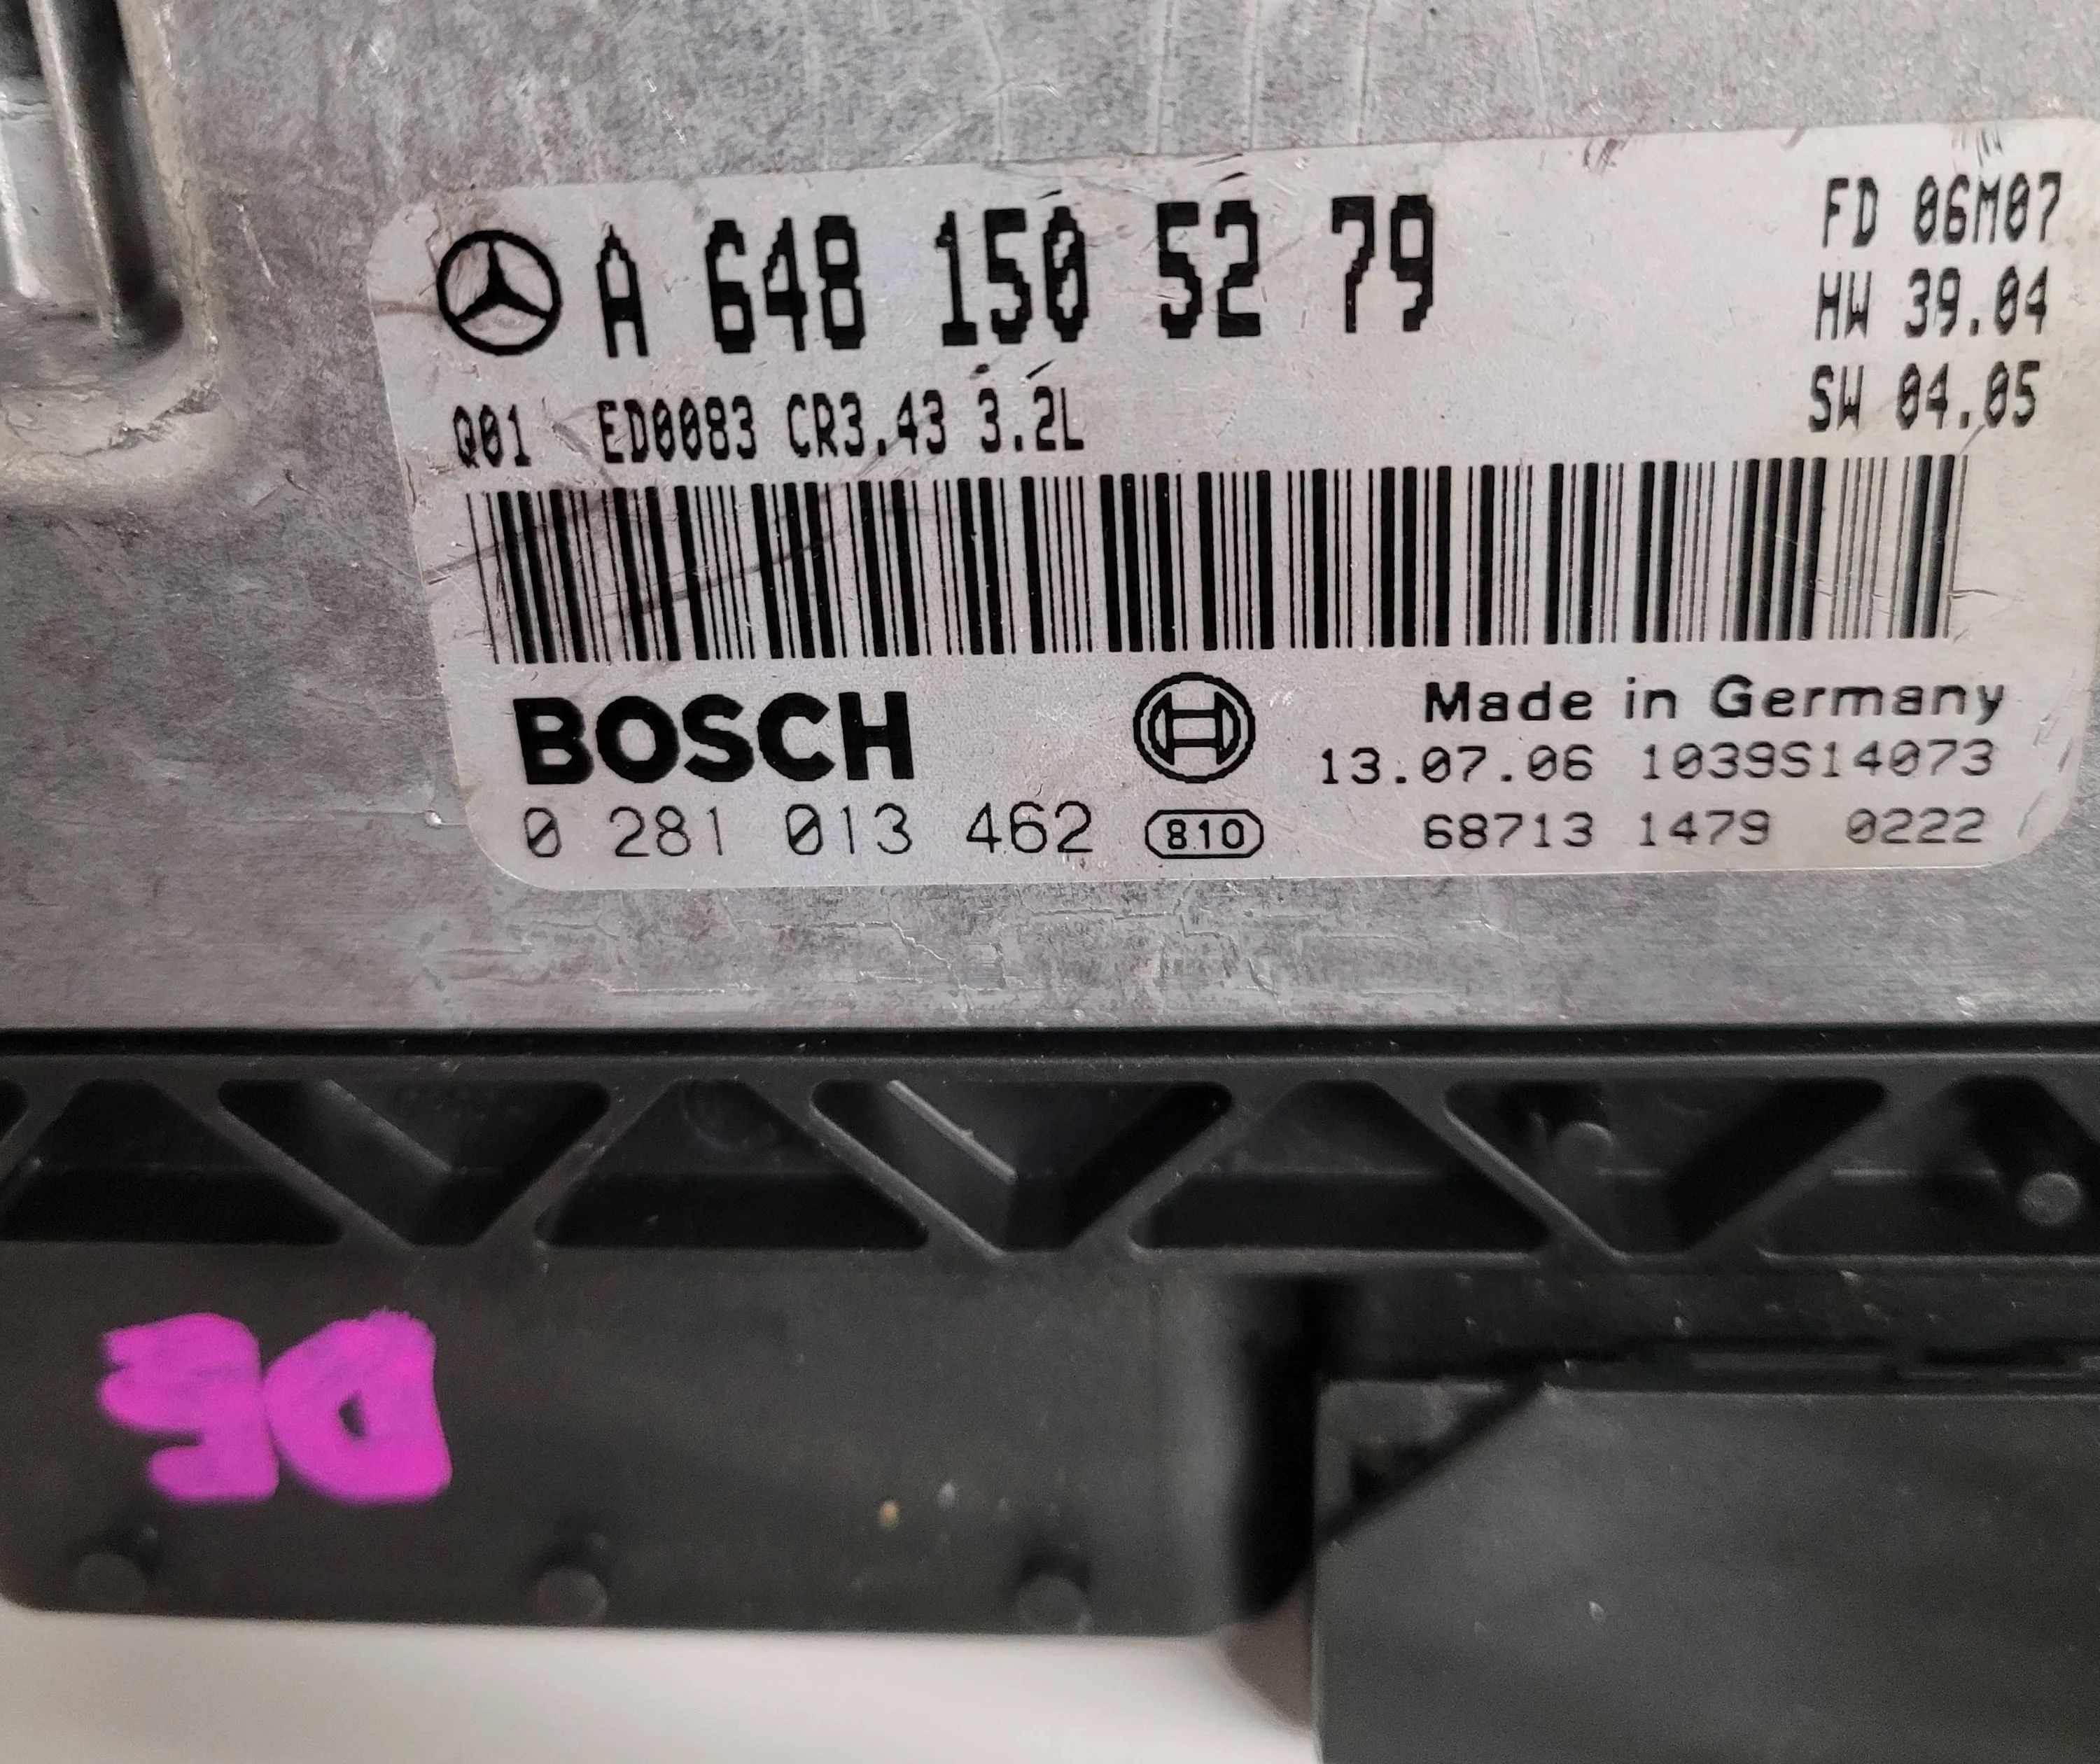 A 648 150 52 79
FD 06M07
HW 39.04
SW 04.05
Q01 ED0083 CR3.43 3.2L
BOSCH
Made in Germany
13.07.06 1039S14073
0 281 013 462 810
68713 1479 0222